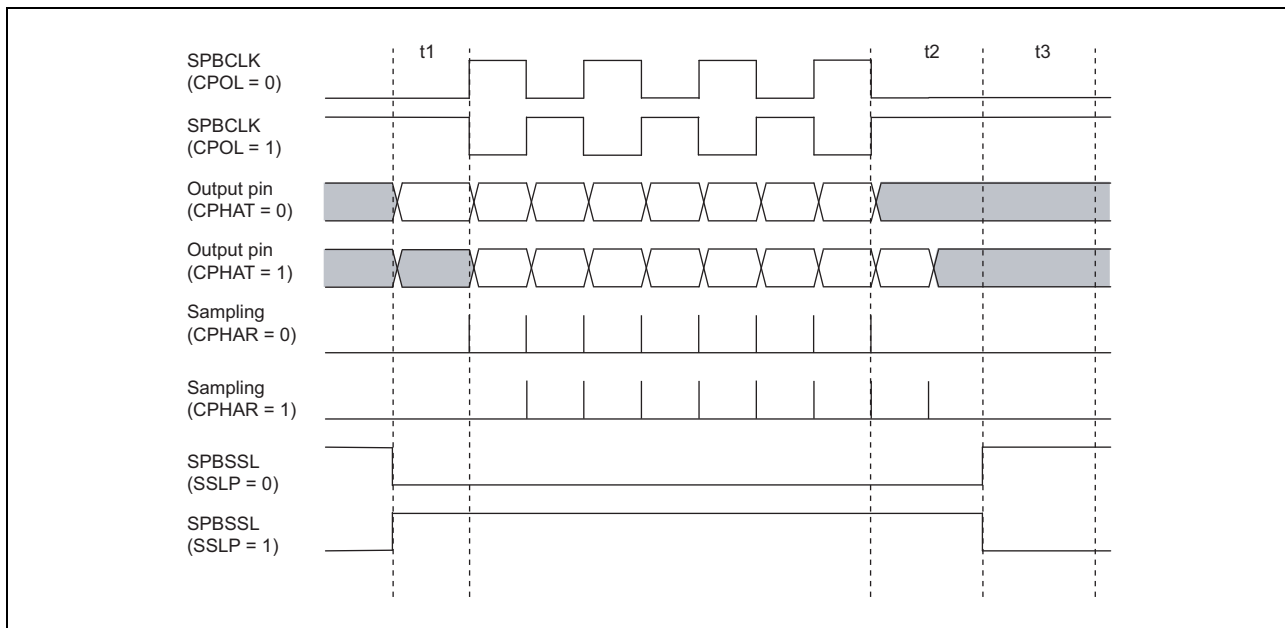 t1
t2
t3
SPBCLK
(CPOL = 0)
SPBCLK
(CPOL = 1)
Output pin
(CPHAT = 0)
Output pin
(CPHAT = 1)
Sampling
(CPHAR = 0)
Sampling
(CPHAR = 1)
SPBSSL
(SSLP = 0)
SPBSSL
(SSLP = 1)